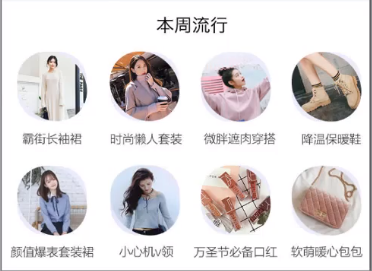 本周流行
霸街长袖裙
时尚懒人套装
微胖遮肉穿搭
降温保暖鞋
颜值爆表套装裙
小心机v领
万圣节必备口红
软萌暖心包包